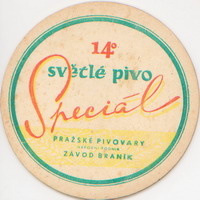 14°
světlé pivo
Speciál
PRAŽSKÉ PIVOVARY
ZÁVOD BRANÍK